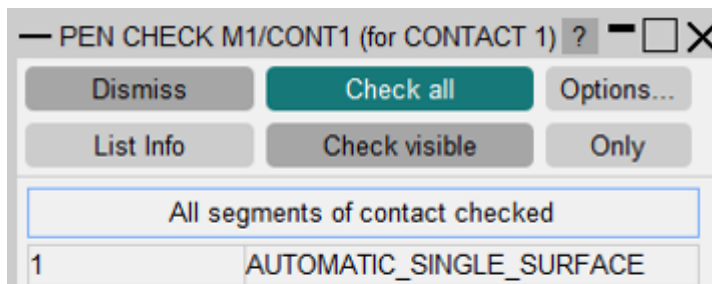 PEN CHECK M1/CONT1 (for CONTACT 1) ?
Dismiss Check all Options...
List Info Check visible Only
All segments of contact checked
1 AUTOMATIC_SINGLE_SURFACE